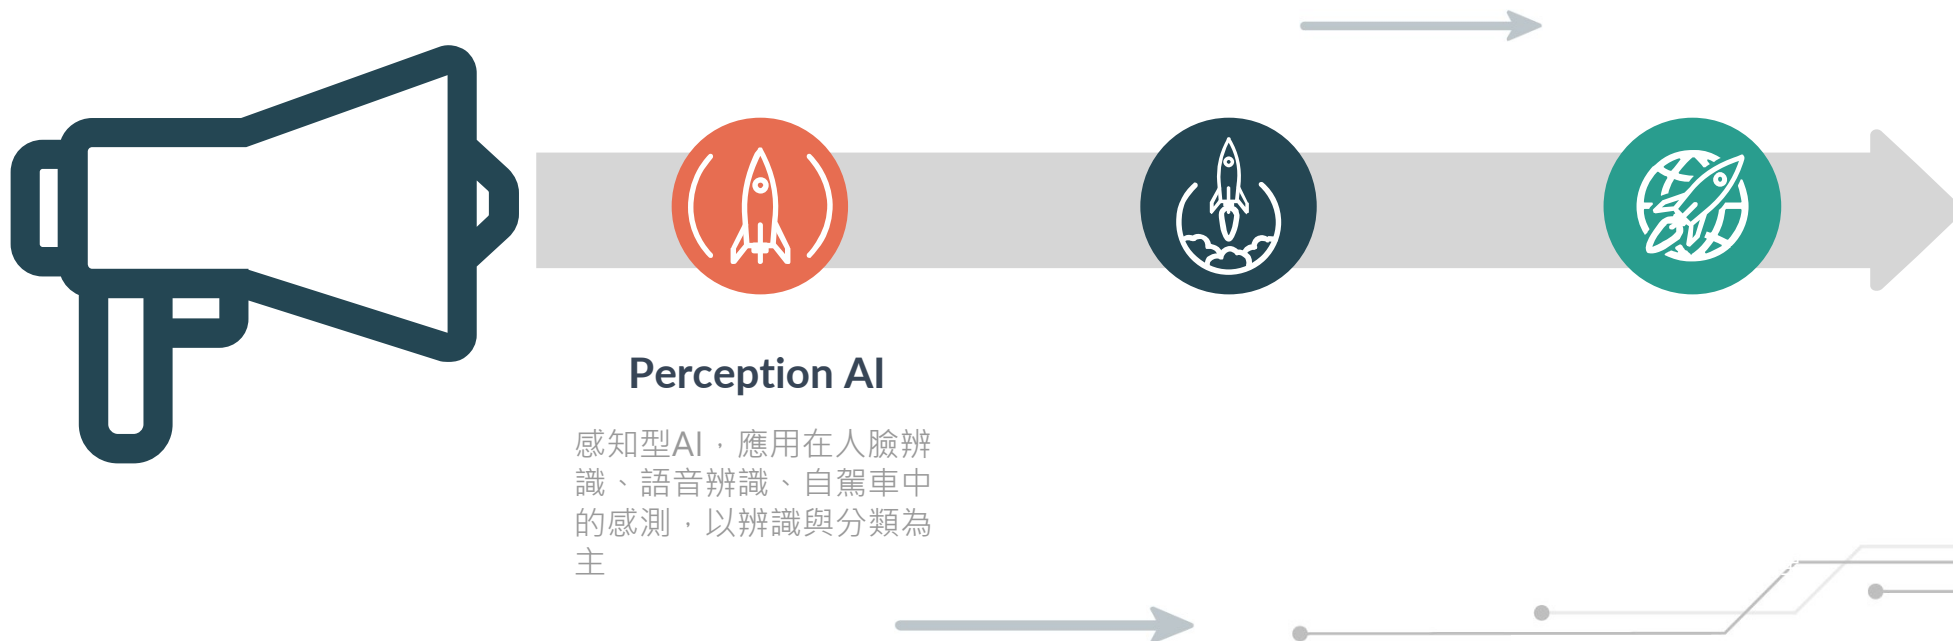 Perception AI
感知型AI，應用在人臉辨
識、語音辨識、自駕車中
的感測，以辨識與分類為
主